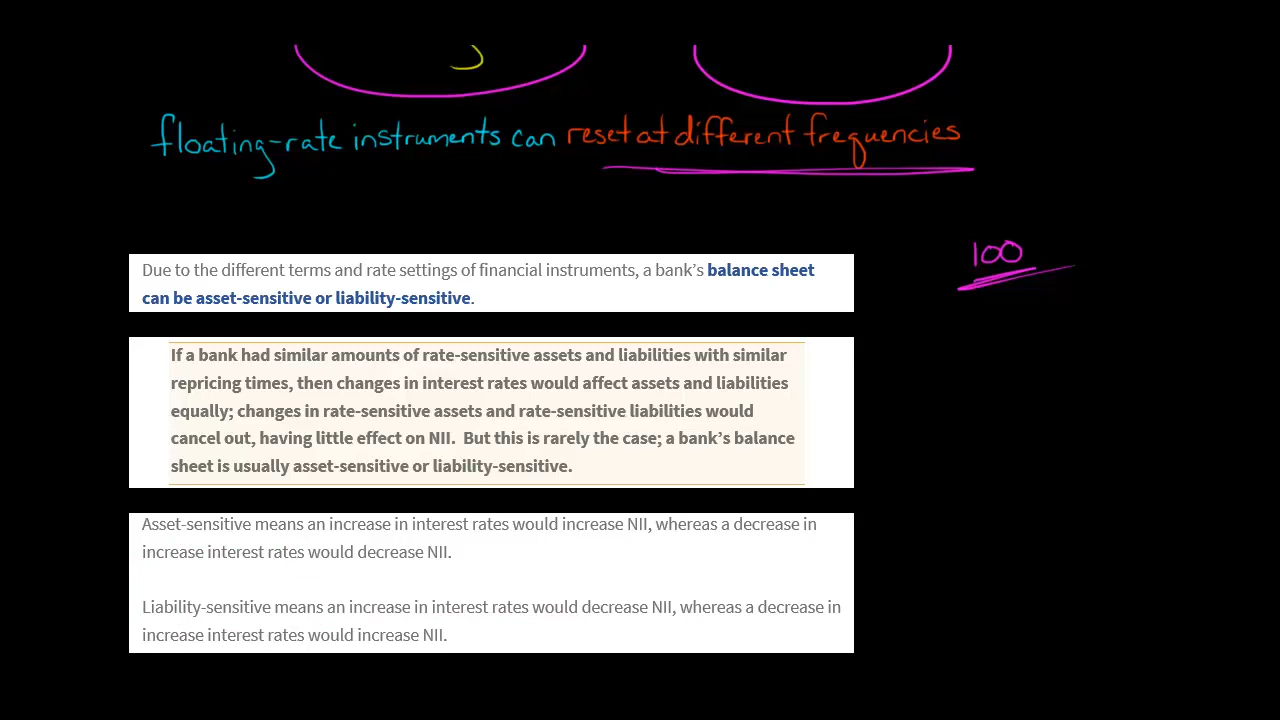 floating-rate instruments can reset at different frequencies
100
Due to the different terms and rate settings of financial instruments, a bank's balance sheet
can be asset-sensitive or liability-sensitive.
If a bank had similar amounts of rate-sensitive assets and liabilities with similar
repricing times, then changes in interest rates would affect assets and liabilities
equally; changes in rate-sensitive assets and rate-sensitive liabilities would
cancel out, having little effect on NII.  But this is rarely the case; a bank's balance
sheet is usually asset-sensitive or liability-sensitive.
Asset-sensitive means an increase in interest rates would increase NII, whereas a decrease in
increase interest rates would decrease NII.
Liability-sensitive means an increase in interest rates would decrease NII, whereas a decrease in
increase interest rates would increase NII.